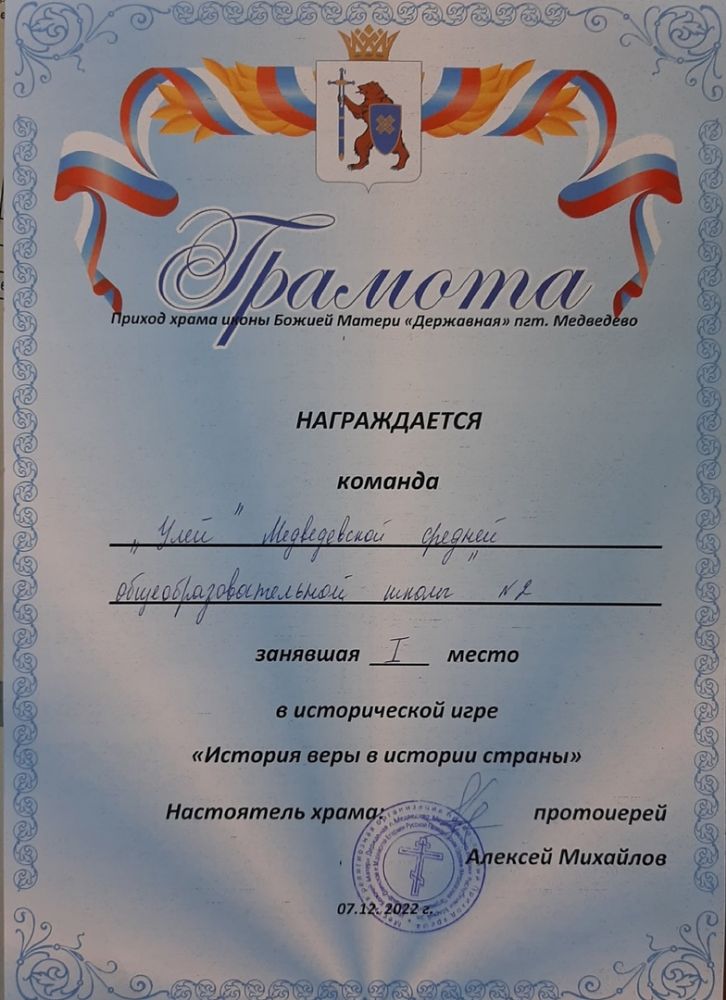 Грамота
Приход храма иконы Божией Матери «Державная» пгт. Медведево
НАГРАЖДАЕТСЯ
команда
„Улей" Медведевской средней
общеобразовательной школы №2
занявшая I место
в исторической игре
«История веры в истории страны»
Настоятель храма: протоиерей
Алексей Михайлов
07.12.2022 г.